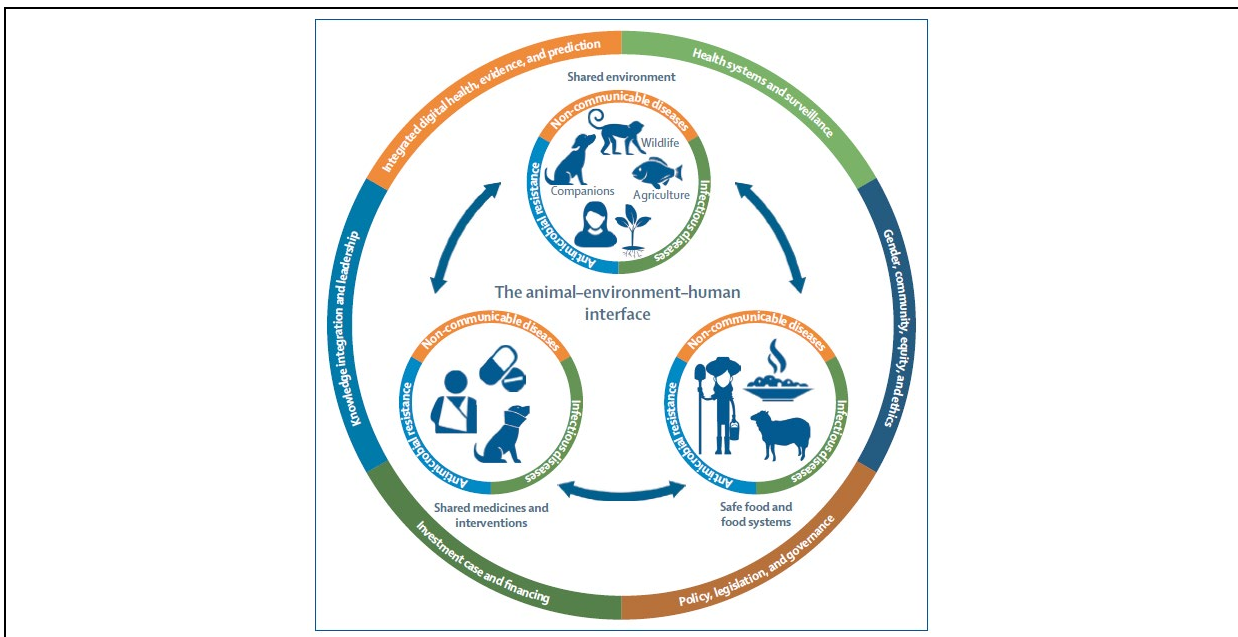 Integrated digital health, evidence, and prediction
Health systems and surveillance
Shared environment
Non-communicable diseases
Wildlife
Companions
Agriculture
Antimicrobial resistance
Infectious diseases
Knowledge integration and leadership
Gender, community, equity, and ethics
The animal–environment–human
interface
Non-communicable diseases
Antimicrobial resistance
Infectious diseases
Shared medicines and
interventions
Non-communicable diseases
Antimicrobial resistance
Infectious diseases
Safe food and
food systems
Investment case and financing
Policy, legislation, and governance